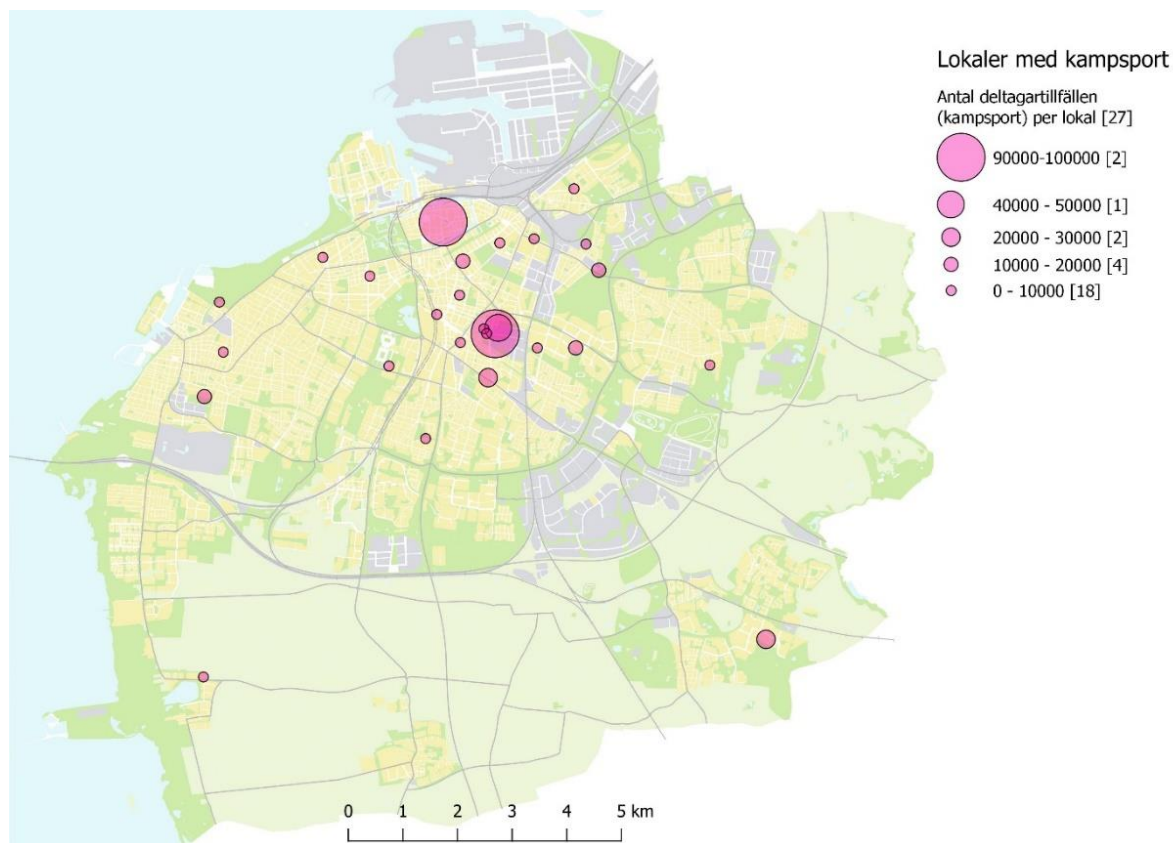 Lokaler med kampsport
Antal deltagartillfällen
(kampsport) per lokal [27]
90000-100000 [2]
40000 - 50000 [1]
20000 - 30000 [2]
10000 - 20000 [4]
0 - 10000 [18]
0 1 2 3 4 5 km